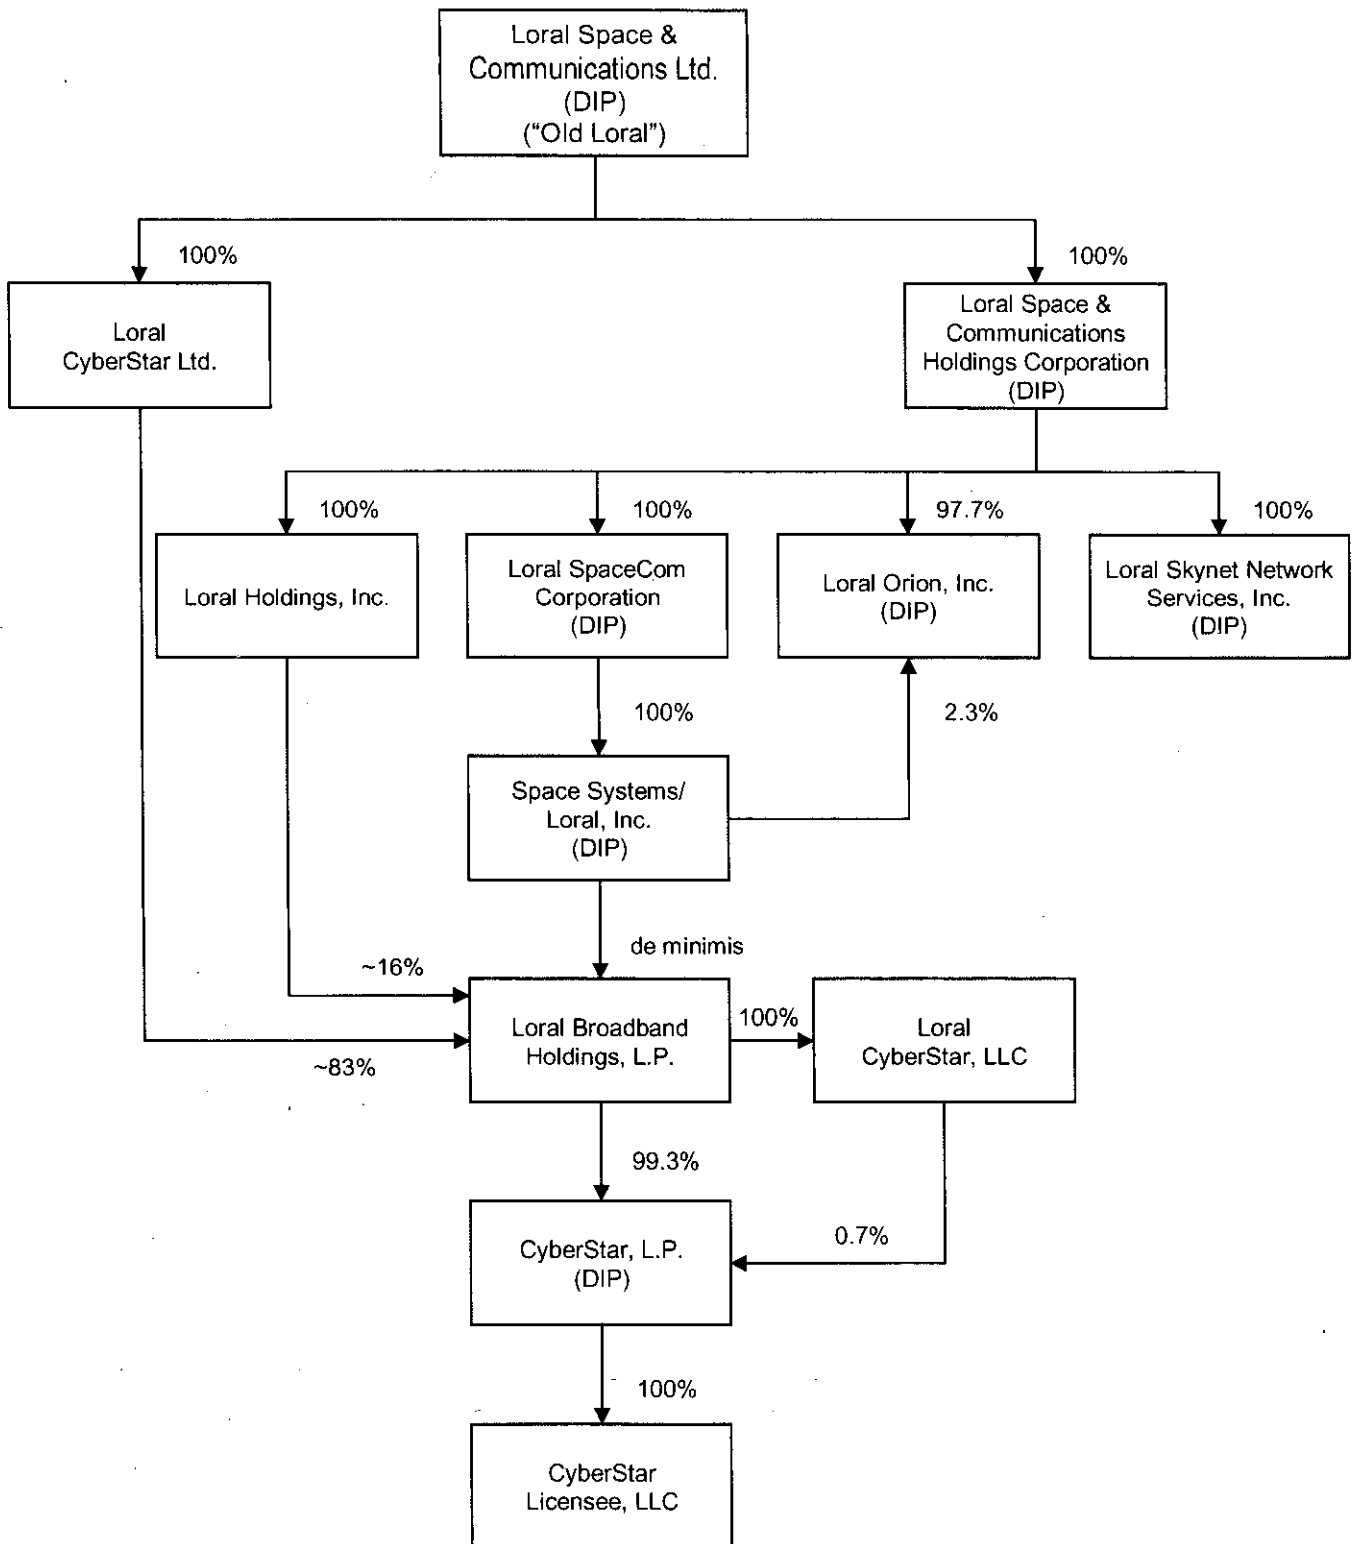 Loral Space &
Communications Ltd.
(DIP)
("Old Loral")
100%
100%
Loral
CyberStar Ltd.
Loral Space &
Communications
Holdings Corporation
(DIP)
100%
100%
97.7%
100%
Loral Holdings, Inc.
Loral SpaceCom
Corporation
(DIP)
Loral Orion, Inc.
(DIP)
Loral Skynet Network
Services, Inc.
(DIP)
100%
2.3%
Space Systems/
Loral, Inc.
(DIP)
de minimis
~16%
~83%
Loral Broadband
Holdings, L.P.
100%
Loral
CyberStar, LLC
99.3%
0.7%
CyberStar, L.P.
(DIP)
100%
CyberStar
Licensee, LLC